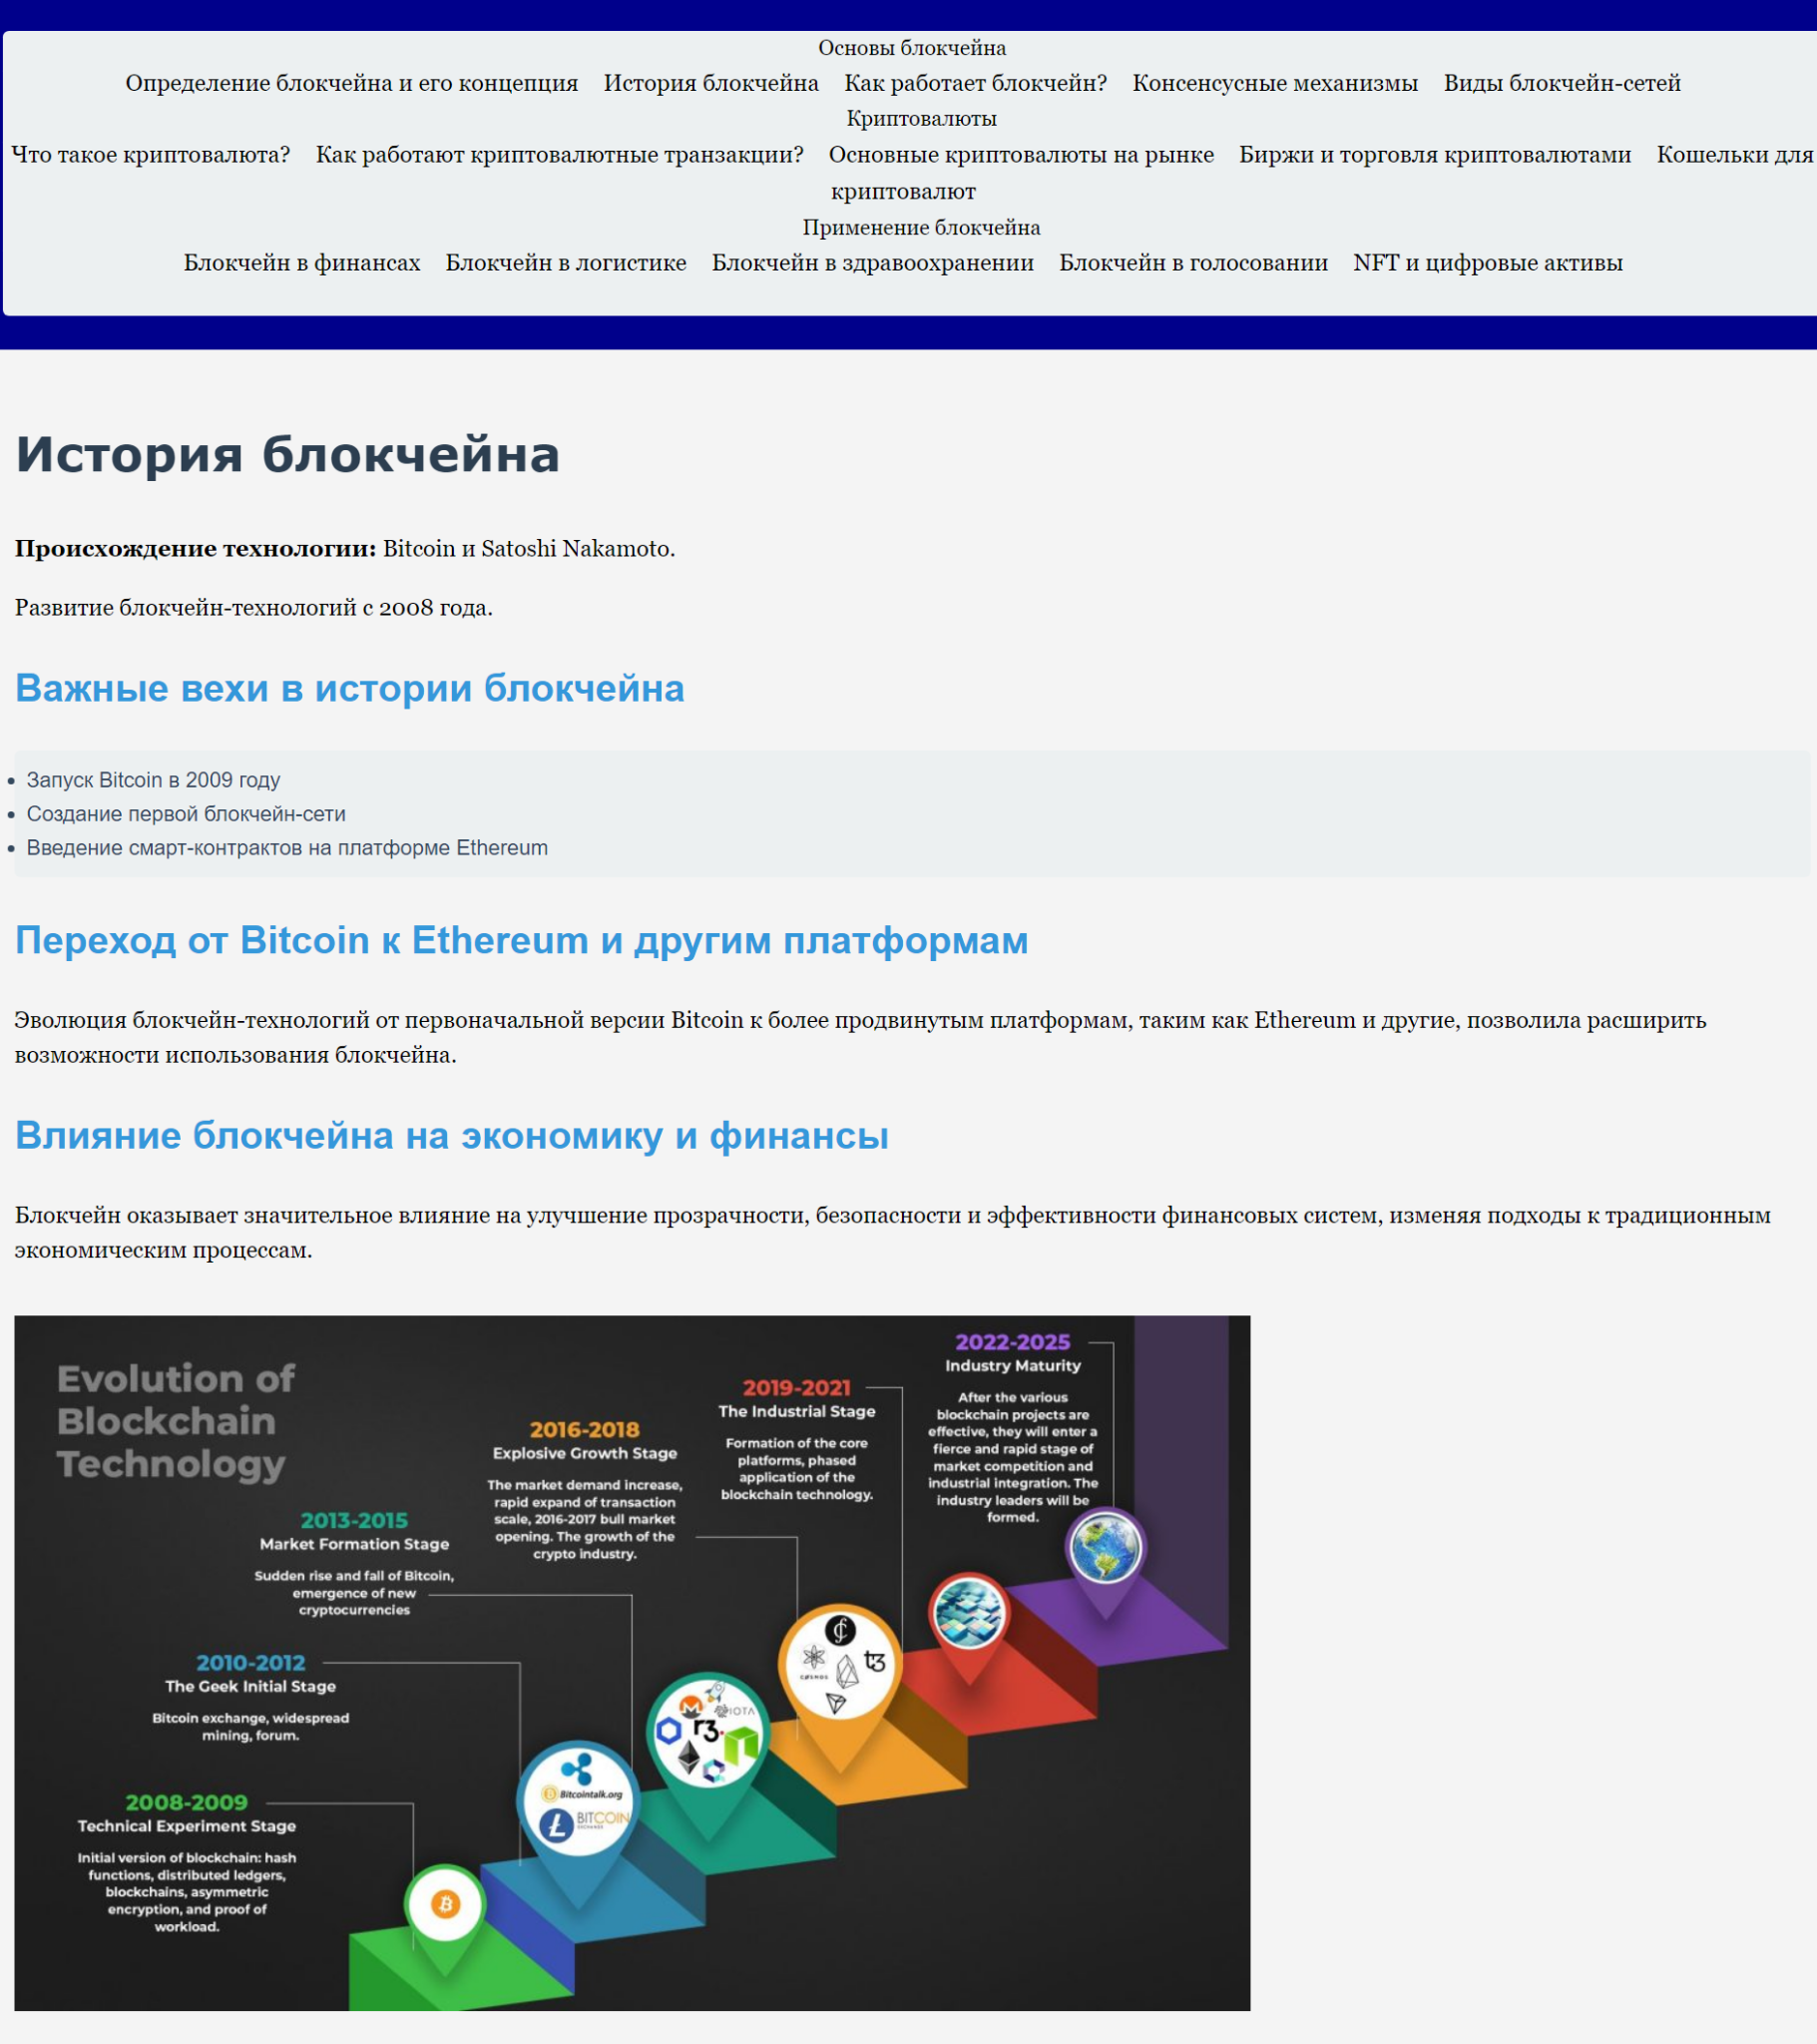 Основы блокчейна
Определение блокчейна и его концепция История блокчейна Как работает блокчейн? Консенсусные механизмы Виды блокчейн-сетей
Криптовалюты
Что такое криптовалюта? Как работают криптовалютные транзакции? Основные криптовалюты на рынке Биржи и торговля криптовалютами Кошельки для
криптовалют
Применение блокчейна
Блокчейн в финансах Блокчейн в логистике Блокчейн в здравоохранении Блокчейн в голосовании NFT и цифровые активы
История блокчейна
Происхождение технологии: Bitcoin и Satoshi Nakamoto.
Развитие блокчейн-технологий с 2008 года.
Важные вехи в истории блокчейна
Запуск Bitcoin в 2009 году
Создание первой блокчейн-сети
Введение смарт-контрактов на платформе Ethereum
Переход от Bitcoin к Ethereum и другим платформам
Эволюция блокчейн-технологий от первоначальной версии Bitcoin к более продвинутым платформам, таким как Ethereum и другие, позволила расширить
возможности использования блокчейна.
Влияние блокчейна на экономику и финансы
Блокчейн оказывает значительное влияние на улучшение прозрачности, безопасности и эффективности финансовых систем, изменяя подходы к традиционным
экономическим процессам.
Evolution of
Blockchain
Technology
2022-2025
Industry Maturity
After the various
blockchain projects are
effective, they will enter a
fierce and rapid stage of
market competition and
industrial integration. The
industry leaders will be
formed.
2019-2021
The Industrial Stage
Formation of the core
platforms, phased
application of the
blockchain technology.
2016-2018
Explosive Growth Stage
The market demand increase,
rapid expand of transaction
scale, 2016-2017 bull market
opening. The growth of the
crypto industry.
2013-2015
Market Formation Stage
Sudden rise and fall of Bitcoin,
emergence of new
cryptocurrencies
2010-2012
The Geek Initial Stage
Bitcoin exchange, widespread
mining, forum.
2008-2009
Technical Experiment Stage
Initial version of blockchain: hash
functions, distributed ledgers,
blockchains, asymmetric
encryption, and proof of
workload.
COSMOS
IOTA
r3.
Bitcointalk.org
BITCOIN
EXCHANGE